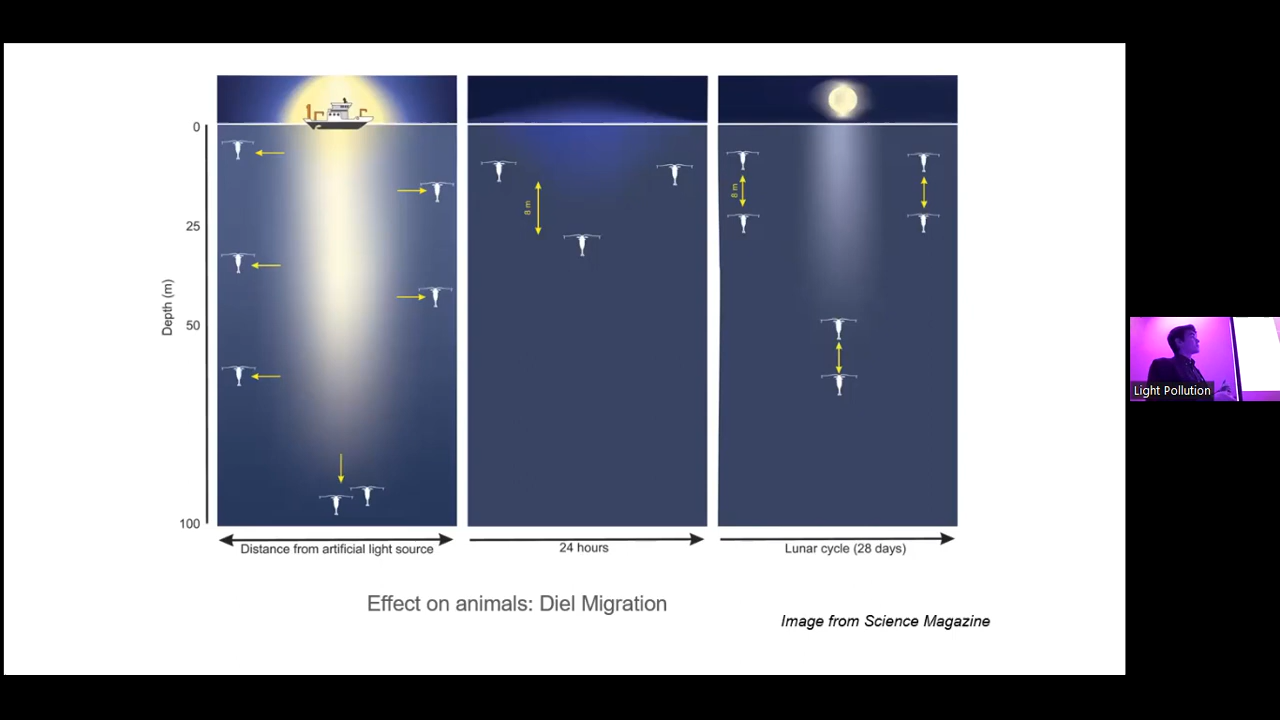 0
25
50
100
Depth (m)
8 m
8 m
Distance from artificial light source
24 hours
Lunar cycle (28 days)
Effect on animals: Diel Migration
Image from Science Magazine
Light Pollution